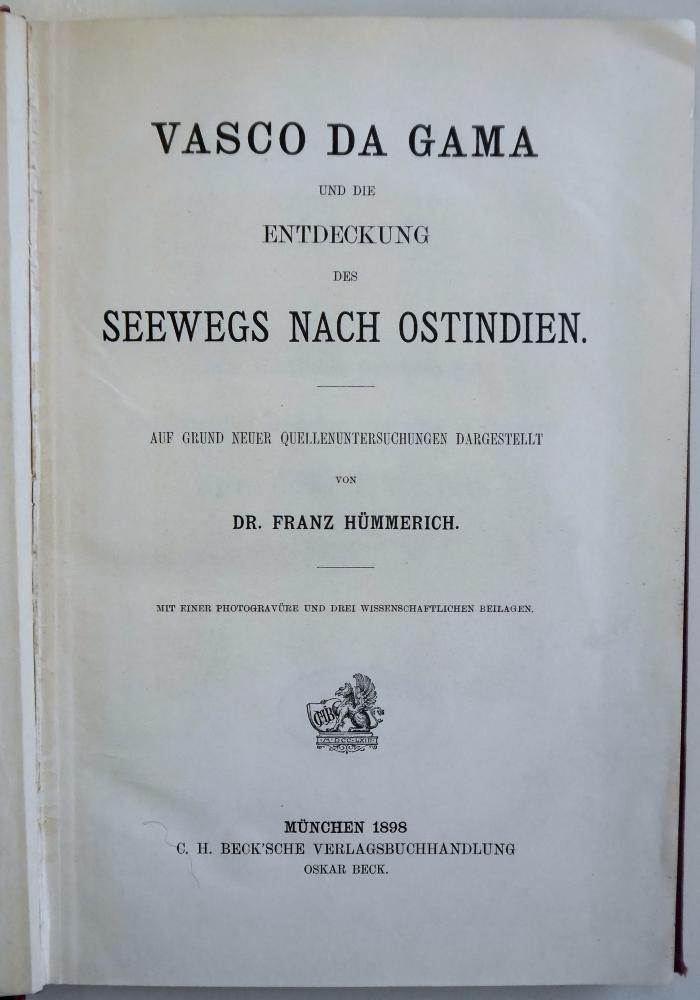 VASCO DA GAMA
UND DIE
ENTDECKUNG
DES
SEEWEGS NACH OSTINDIEN.
AUF GRUND NEUER QUELLENUNTERSUCHUNGEN DARGESTELLT
VON
DR. FRANZ HÜMMERICH.
MIT EINER PHOTOGRAVÜRE UND DREI WISSENSCHAFTLICHEN BEILAGEN.
CHB
MÜNCHEN 1898
C. H. BECK'SCHE VERLAGSBUCHHANDLUNG
OSKAR BECK.